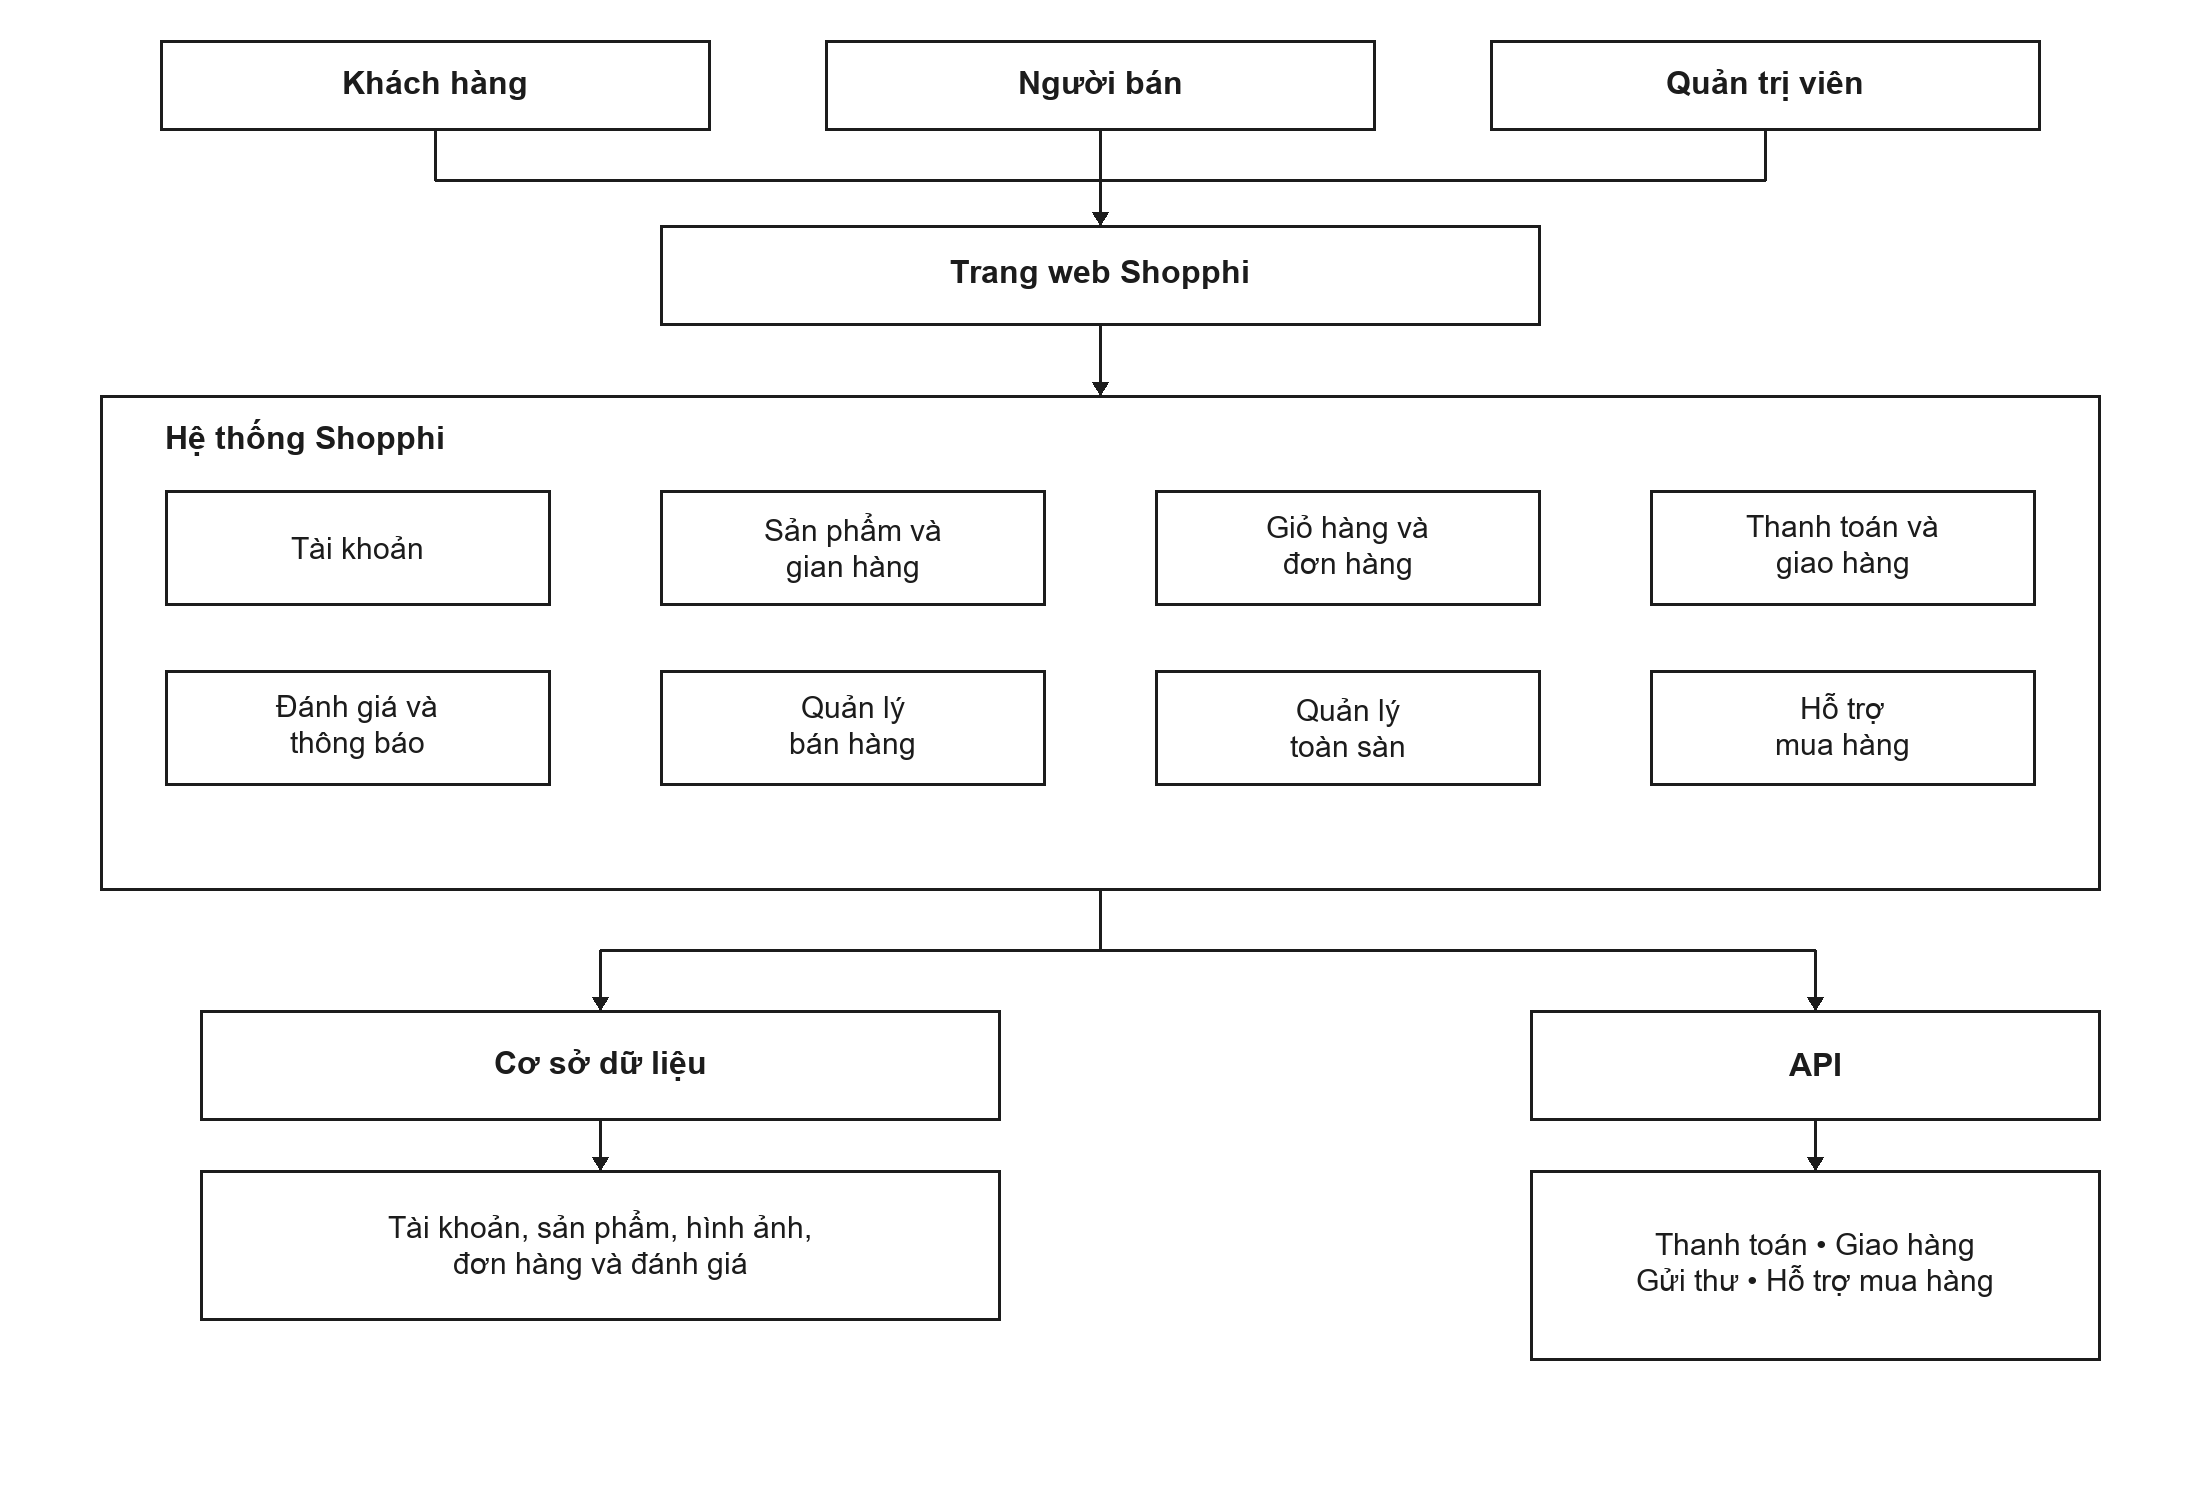 Khách hàng
Người bán
Quản trị viên
Trang web Shopphi
Hệ thống Shopphi
Tài khoản
Sản phẩm và
gian hàng
Giỏ hàng và
đơn hàng
Thanh toán và
giao hàng
Đánh giá và
thông báo
Quản lý
bán hàng
Quản lý
toàn sàn
Hỗ trợ
mua hàng
Cơ sở dữ liệu
API
Tài khoản, sản phẩm, hình ảnh,
đơn hàng và đánh giá
Thanh toán • Giao hàng
Gửi thư • Hỗ trợ mua hàng